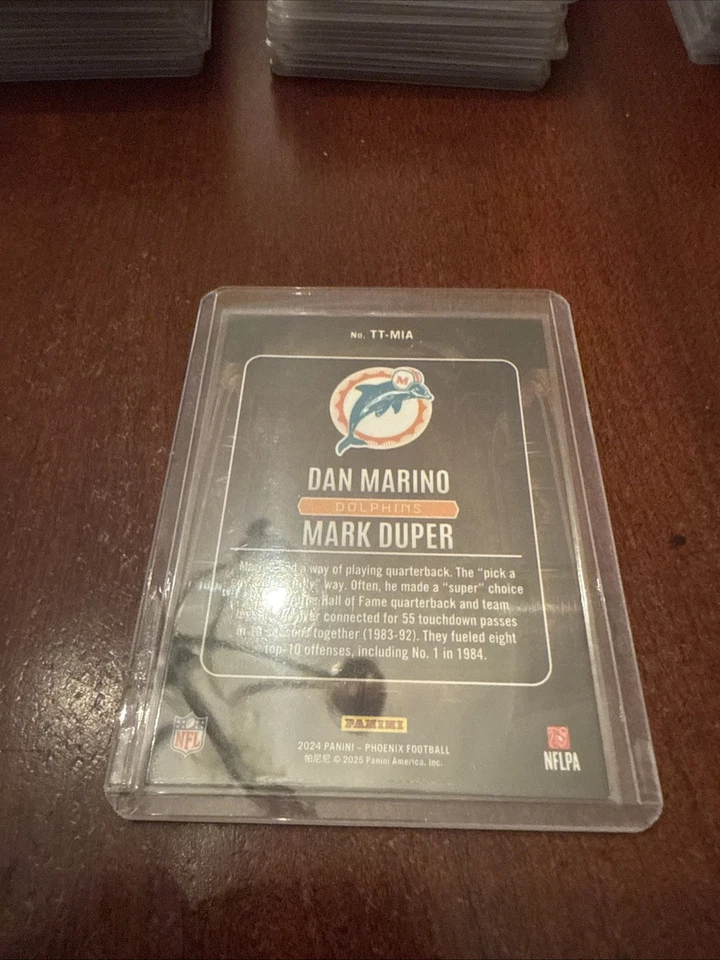 No. TT-MIA
M
DAN MARINO
DOLPHINS
MARK DUPER
a way of playing quarterback. The "pick a
way. Often, he made a "super" choice
Hall of Fame quarterback and team
connected for 55 touchdown passes
together (1983-92). They fueled eight
top-10 offenses, including No. 1 in 1984.
PANINI
NFL
2024 PANINI – PHOENIX FOOTBALL
帕尼尼 © 2025 Panini America, Inc.
NFLPA